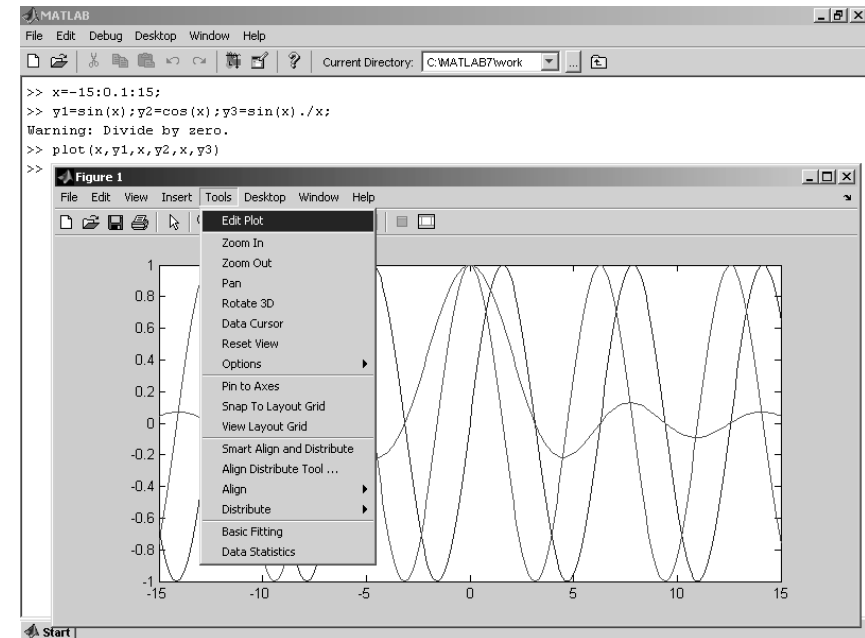 MATLAB
File Edit Debug Desktop Window Help
Current Directory: C:\MATLAB7\work ...
>> x=-15:0.1:15;
>> y1=sin(x);y2=cos(x);y3=sin(x)./x;
Warning: Divide by zero.
>> plot(x,y1,x,y2,x,y3)
>>
Figure 1
File Edit View Insert Tools Desktop Window Help
Edit Plot
Zoom In
Zoom Out
Pan
Rotate 3D
Data Cursor
Reset View
Options
Pin to Axes
Snap To Layout Grid
View Layout Grid
Smart Align and Distribute
Align Distribute Tool ...
Align
Distribute
Basic Fitting
Data Statistics
1
0.8
0.6
0.4
0.2
0
-0.2
-0.4
-0.6
-0.8
-1
-15 -10 -5 0 5 10 15
Start